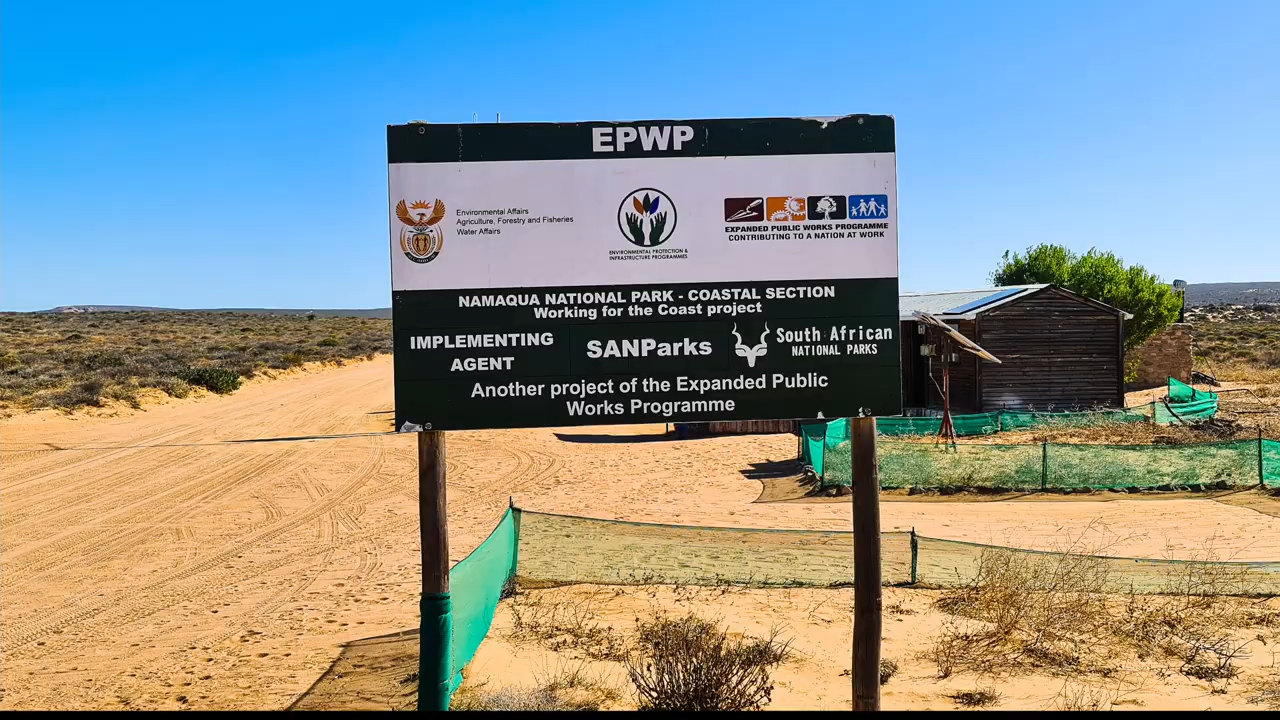 EPWP
Environmental Affairs
Agriculture, Forestry and Fisheries
Water Affairs
ENVIRONMENTAL PROTECTION &
INFRASTRUCTURE PROGRAMMES
EXPANDED PUBLIC WORKS PROGRAMME
CONTRIBUTING TO A NATION AT WORK
NAMAQUA NATIONAL PARK - COASTAL SECTION
Working for the Coast project
IMPLEMENTING
AGENT
SANParks
South African
NATIONAL PARKS
Another project of the Expanded Public
Works Programme